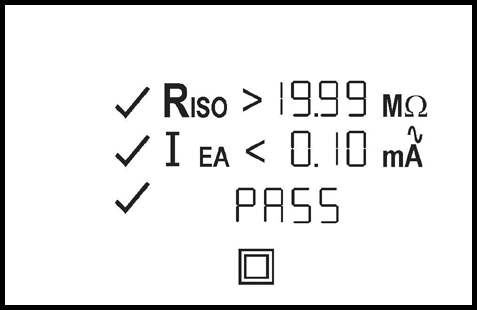 ✓ RISO > 19.99 MΩ
✓ I EA < 0.10 mA
✓ PASS